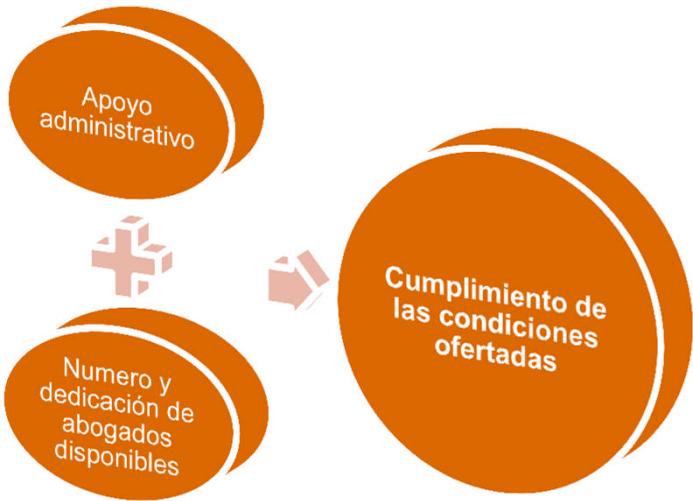 Apoyo
administrativo
Numero y
dedicación de
abogados
disponibles
Cumplimiento de
las condiciones
ofertadas